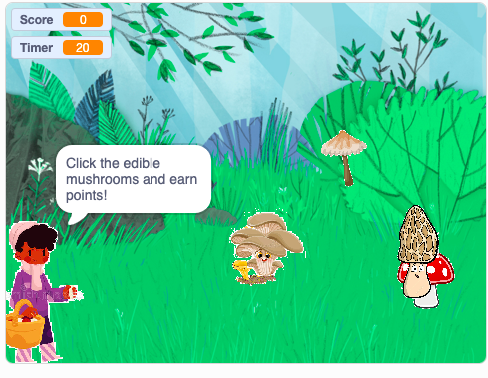 Score 0
Timer 20
Click the edible
mushrooms and earn
points!